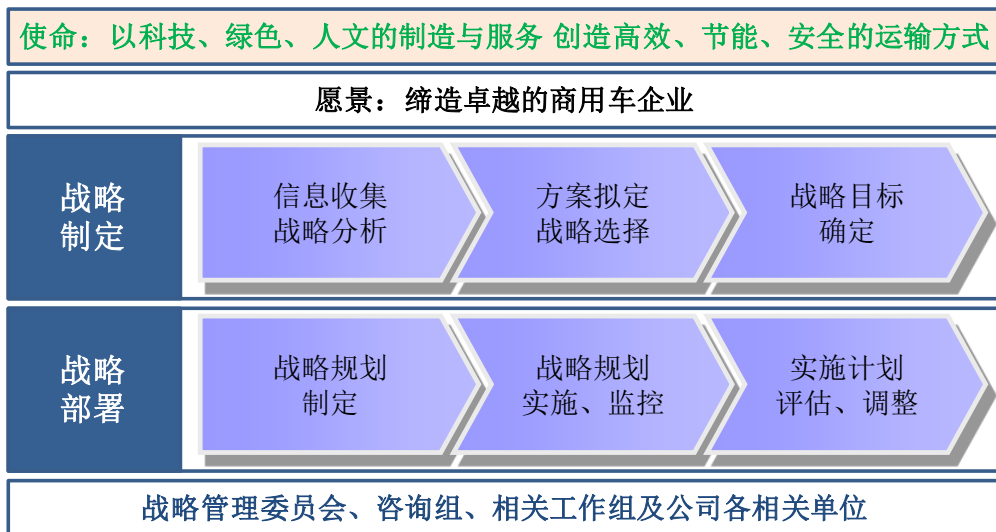 使命：以科技、绿色、人文的制造与服务 创造高效、节能、安全的运输方式
愿景：缔造卓越的商用车企业
战略
制定
信息收集
战略分析
方案拟定
战略选择
战略目标
确定
战略
部署
战略规划
制定
战略规划
实施、监控
实施计划
评估、调整
战略管理委员会、咨询组、相关工作组及公司各相关单位